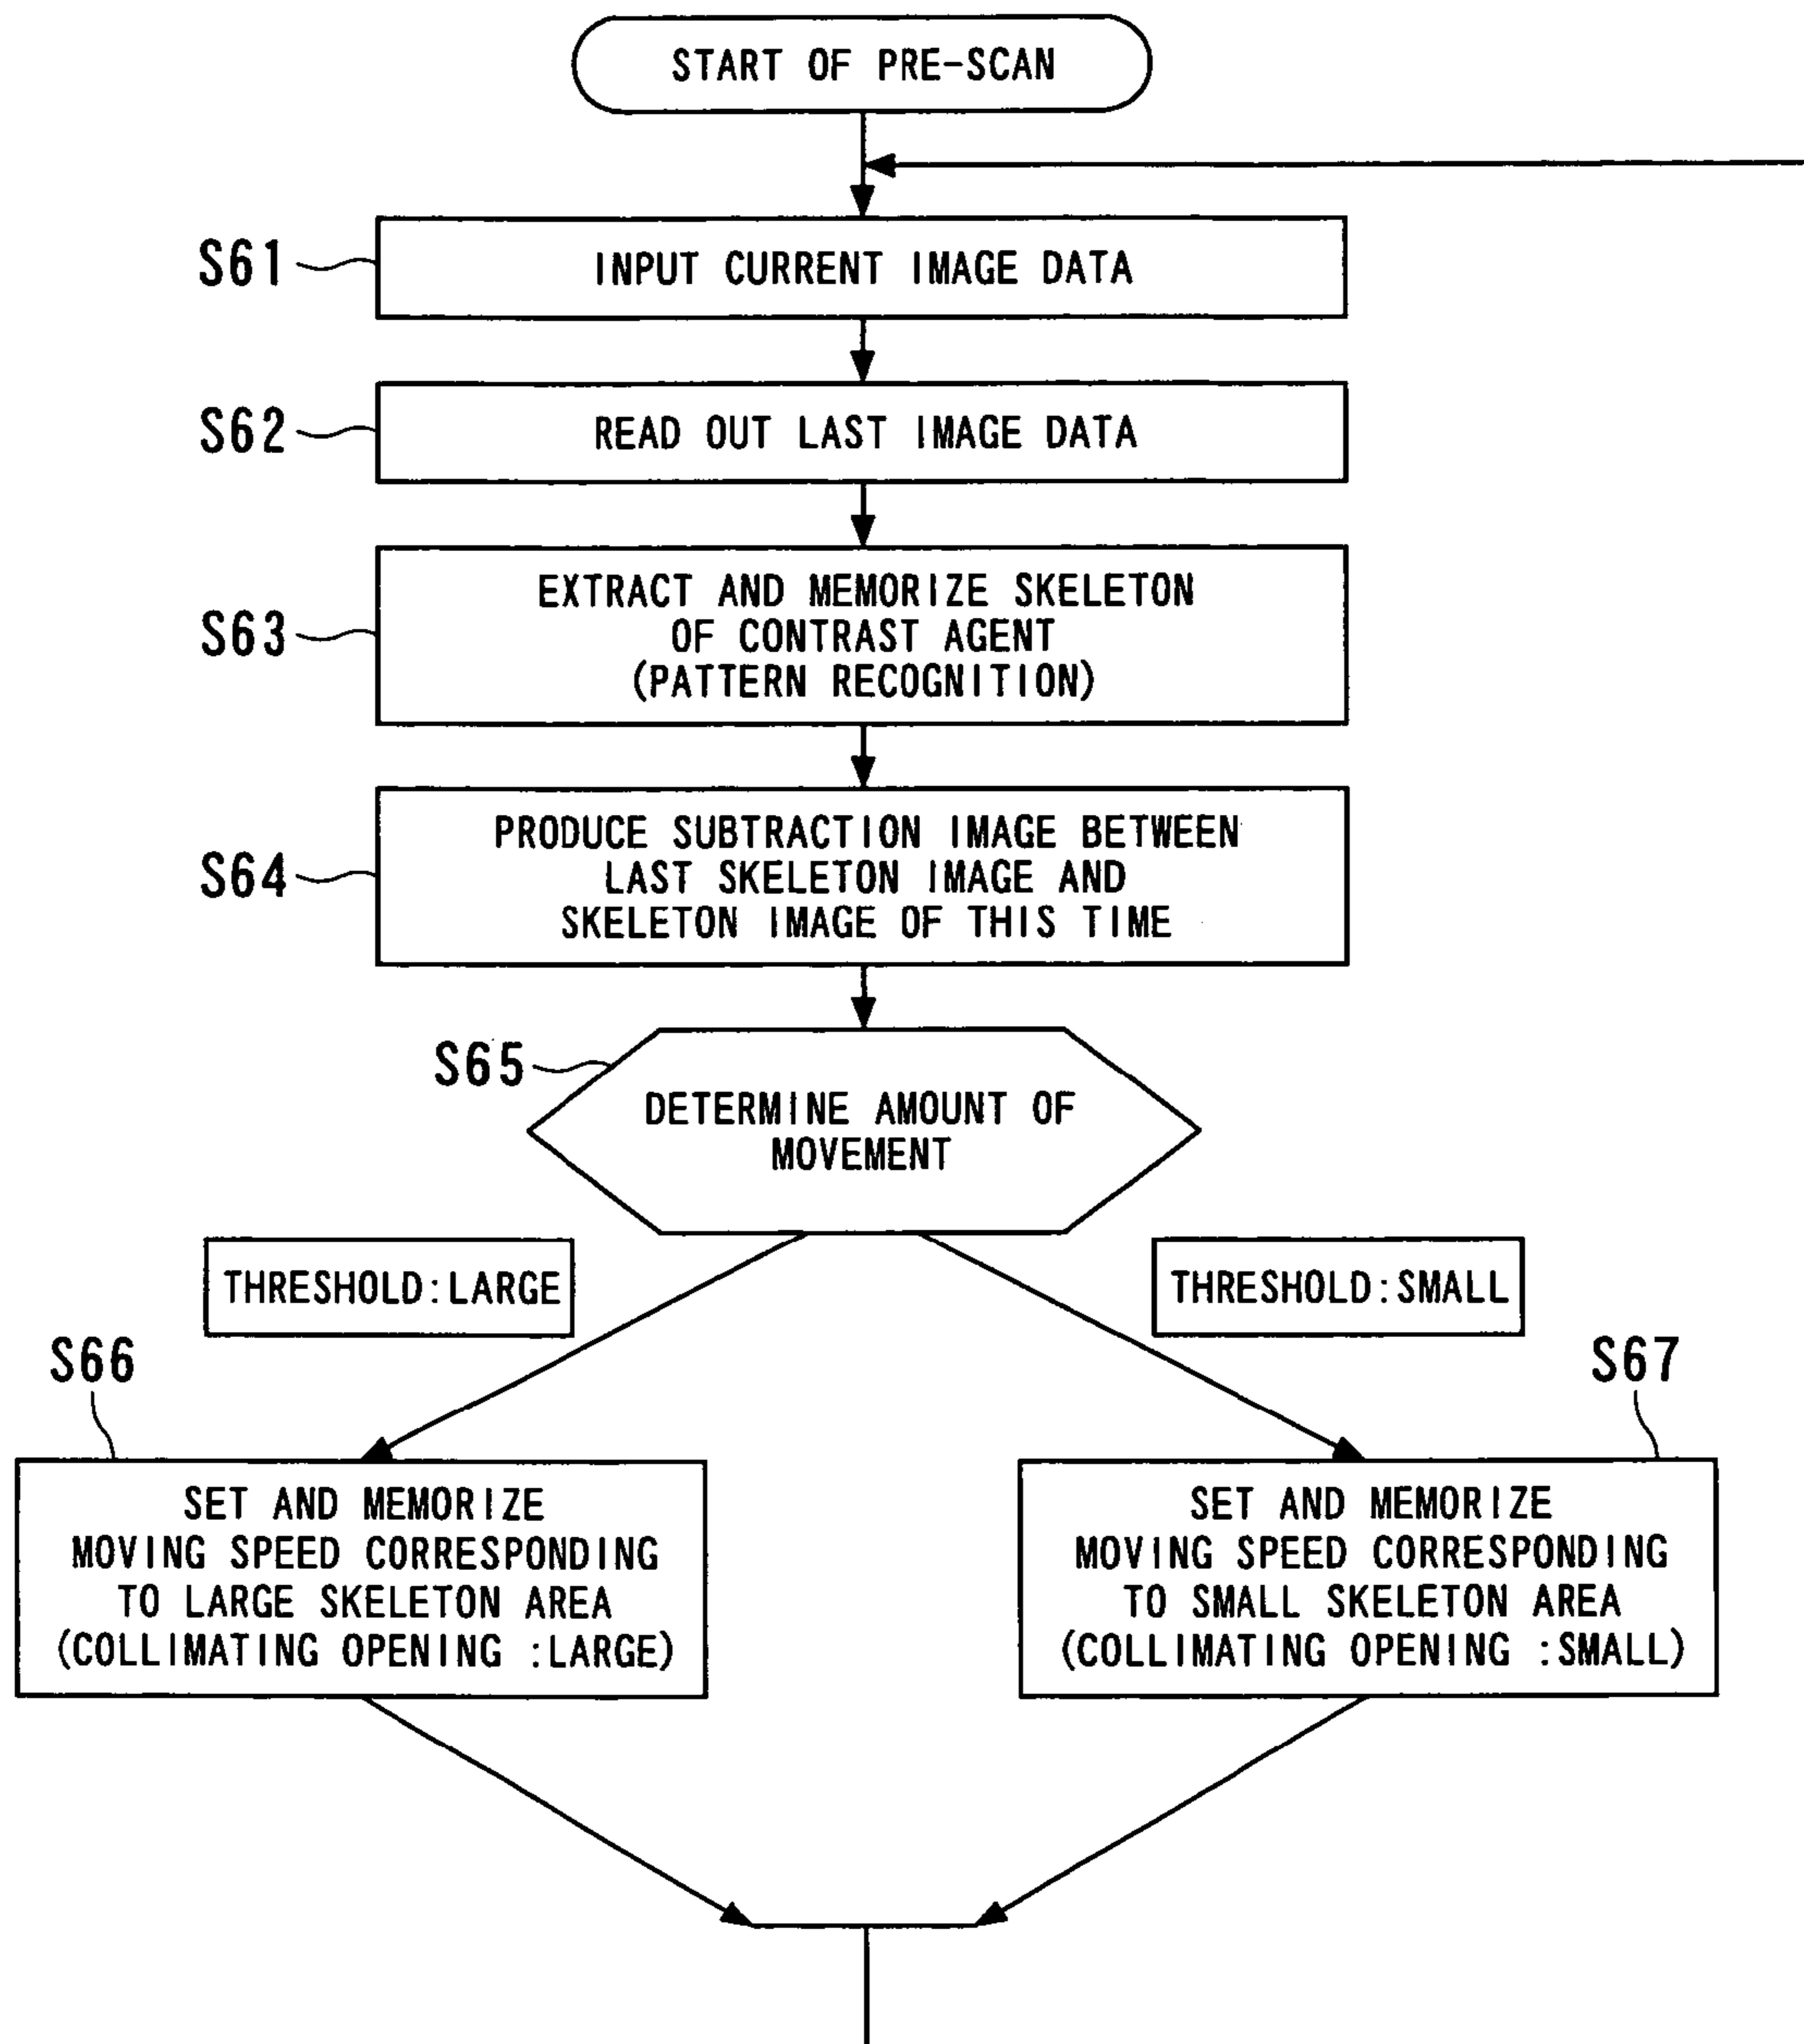 START OF PRE-SCAN
S61
INPUT CURRENT IMAGE DATA
S62
READ OUT LAST IMAGE DATA
S63
EXTRACT AND MEMORIZE SKELETON
OF CONTRAST AGENT
(PATTERN RECOGNITION)
S64
PRODUCE SUBTRACTION IMAGE BETWEEN
LAST SKELETON IMAGE AND
SKELETON IMAGE OF THIS TIME
S65
DETERMINE AMOUNT OF
MOVEMENT
THRESHOLD:LARGE
THRESHOLD:SMALL
S66
SET AND MEMORIZE
MOVING SPEED CORRESPONDING
TO LARGE SKELETON AREA
(COLLIMATING OPENING :LARGE)
S67
SET AND MEMORIZE
MOVING SPEED CORRESPONDING
TO SMALL SKELETON AREA
(COLLIMATING OPENING :SMALL)